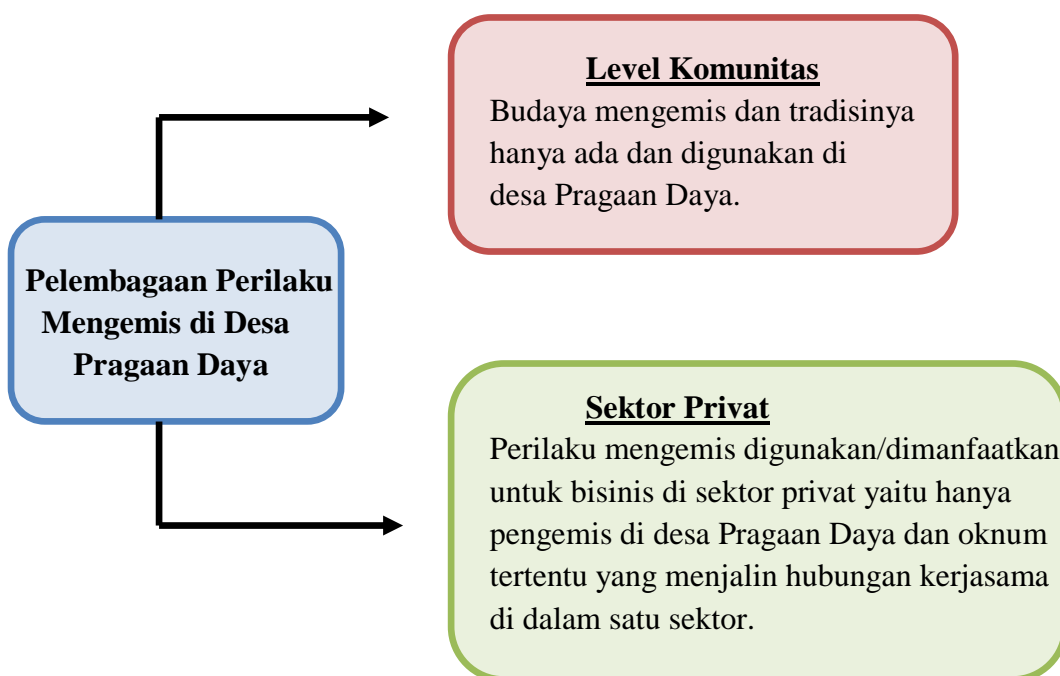 Level Komunitas
Budaya mengemis dan tradisinya
hanya ada dan digunakan di
desa Pragaan Daya.
Pelembagaan Perilaku
Mengemis di Desa
Pragaan Daya
Sektor Privat
Perilaku mengemis digunakan/dimanfaatkan
untuk bisinis di sektor privat yaitu hanya
pengemis di desa Pragaan Daya dan oknum
tertentu yang menjalin hubungan kerjasama
di dalam satu sektor.